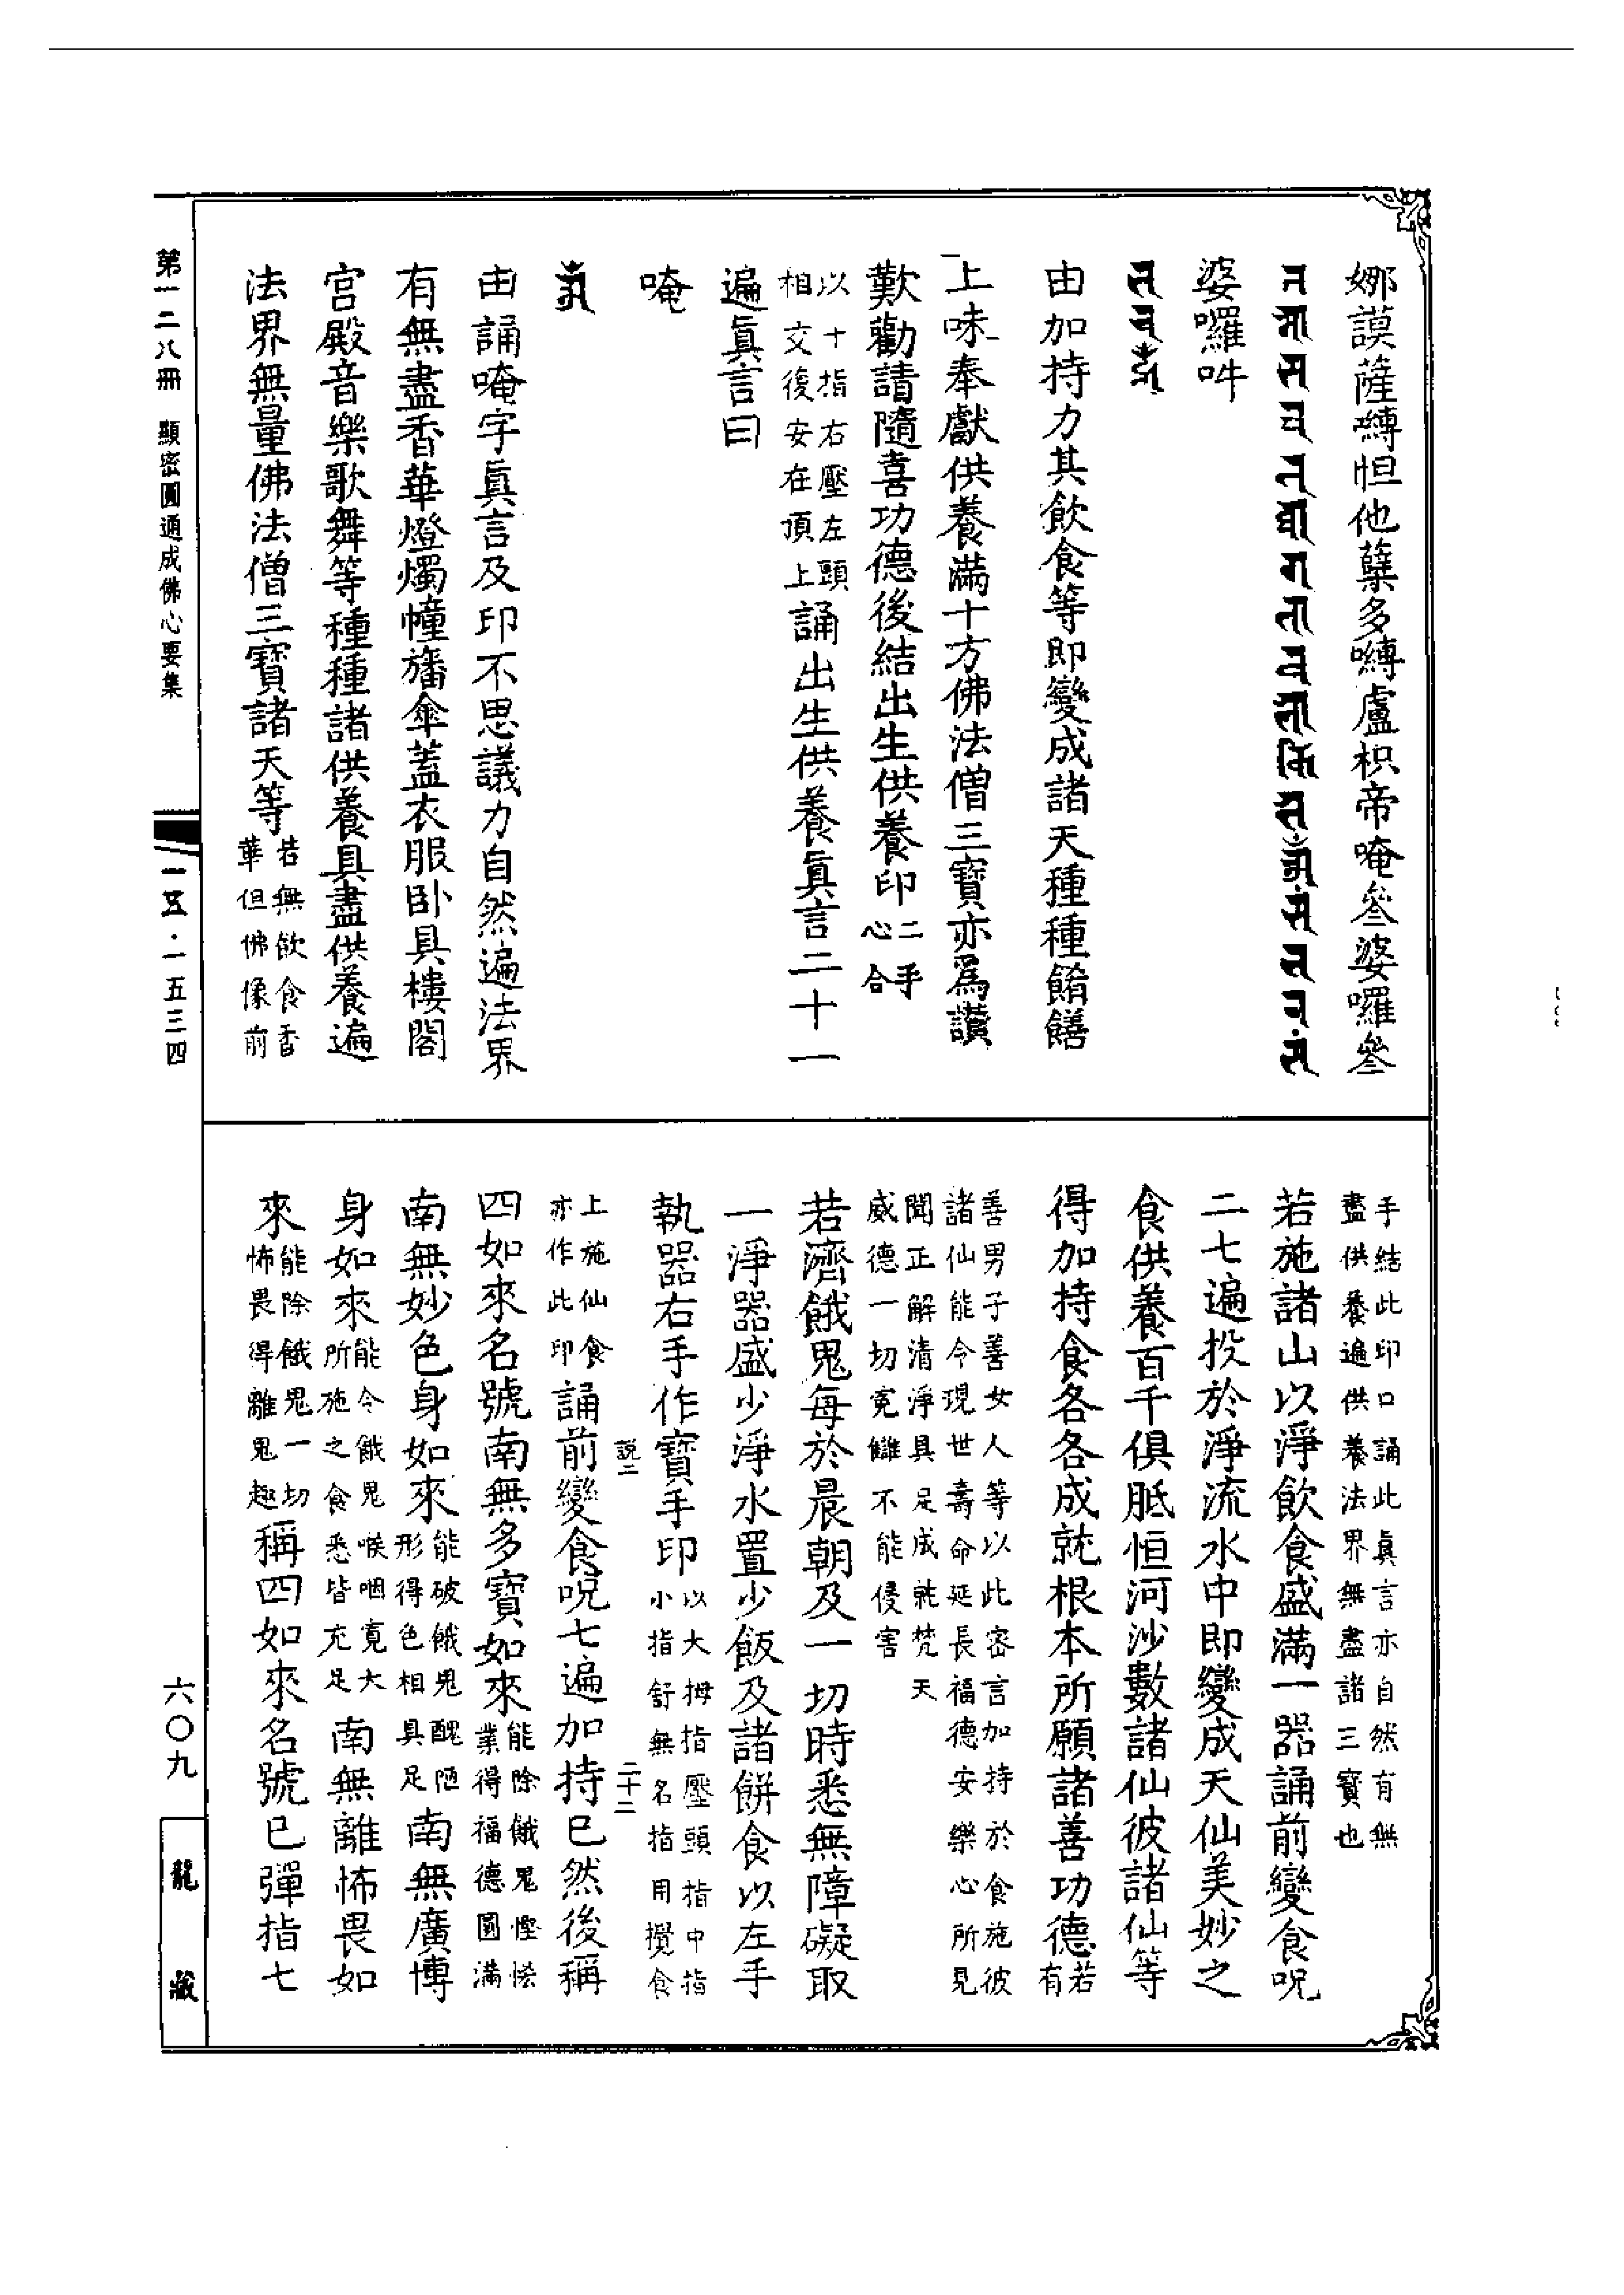 娜謨薩嚩怛他蘖多嚩盧枳帝唵叅婆囉叅
婆囉吽
由加持力其飲食等即變成諸天種種餚饍
上味奉獻供養滿十方佛法僧三寶亦爲讚
歎勸請隨喜功德後結出生供養印二手
心合
以十指右壓左頭
相交後安在頂上誦出生供養眞言二十一
遍眞言曰
唵
由誦唵字眞言及印不思議力自然遍法界
有無盡香華燈燭幢旛傘蓋衣服卧具樓閣
宫殿音樂歌舞等種種諸供養具盡供養遍
法界無量佛法僧三寶諸天等若無飲食香
華但佛像前
手結此印口誦此眞言亦自然有無
盡供養遍供養法界無盡諸三寶也
若施諸山以淨飲食盛滿一器誦前變食呪
二七遍投於淨流水中即變成天仙美妙之
食供養百千俱胝恒河沙數諸仙彼諸仙等
得加持食各各成就根本所願諸善功德若
有
善男子善女人等以此密言加持於食施彼
諸仙能令現世壽命延長福德安樂心所見
聞正解清淨具足成就梵天
威德一切寃讎不能侵害
若濟餓鬼每於晨朝及一切時悉無障礙取
一淨器盛少淨水置少飯及諸餅食以左手
執器右手作寶手印以大拇指壓頭指中指
小指舒無名指用攪食
説二
二十二
上施仙食
亦作此印誦前變食呪七遍加持已然後稱
四如來名號南無多寶如來能除餓鬼慳悋
業得福德圓滿
南無妙色身如來能破餓鬼醜陋
形得色相具足南無廣博
身如來能令餓鬼喉咽寬大
所施之食悉皆充足南無離怖畏如
來能除餓鬼一切
怖畏得離鬼趣稱四如來名號已彈指七
第一二八冊
顯密圓通成佛心要集
一五·一五三四
六〇九
龍藏